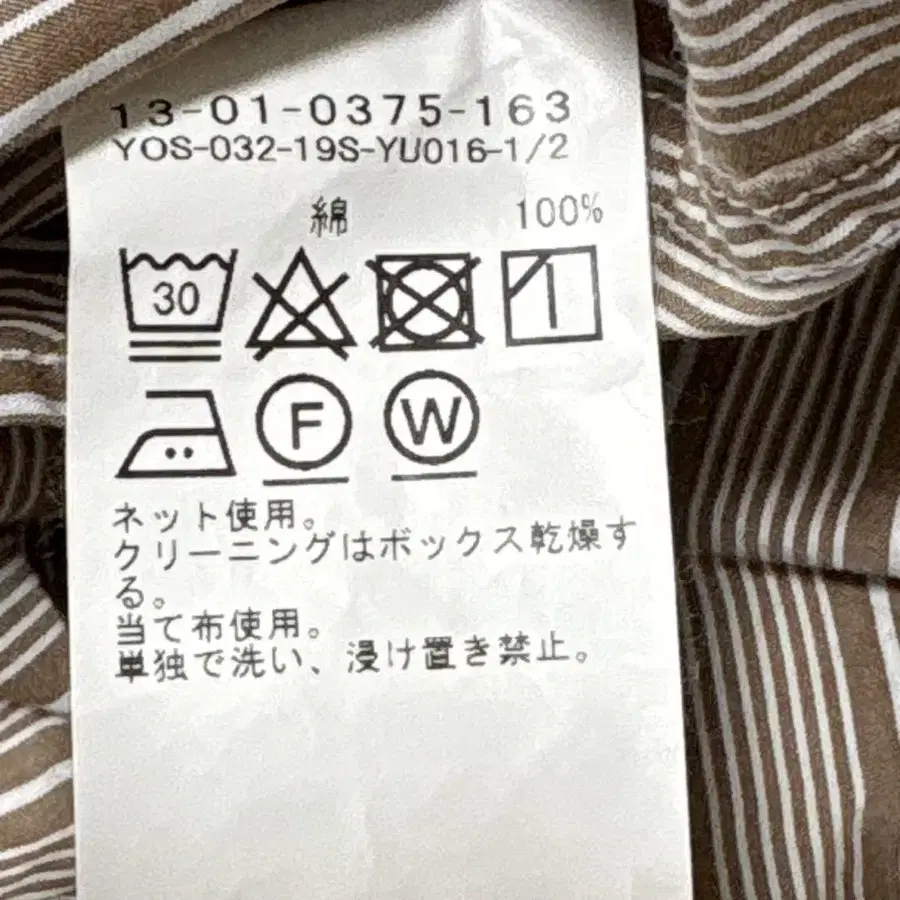 13-01-0375-163
YOS-032-19S-YU016-1/2
綿 100%
30
F W
ネット使用。
クリーニングはボックス乾燥す
る。
当て布使用。
単独で洗い、浸け置き禁止。